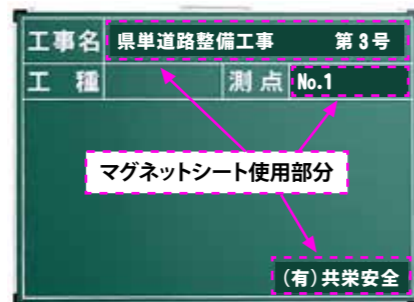 工事名 県単道路整備工事 第3号
工種 測点 No.1
マグネットシート使用部分
(有)共栄安全